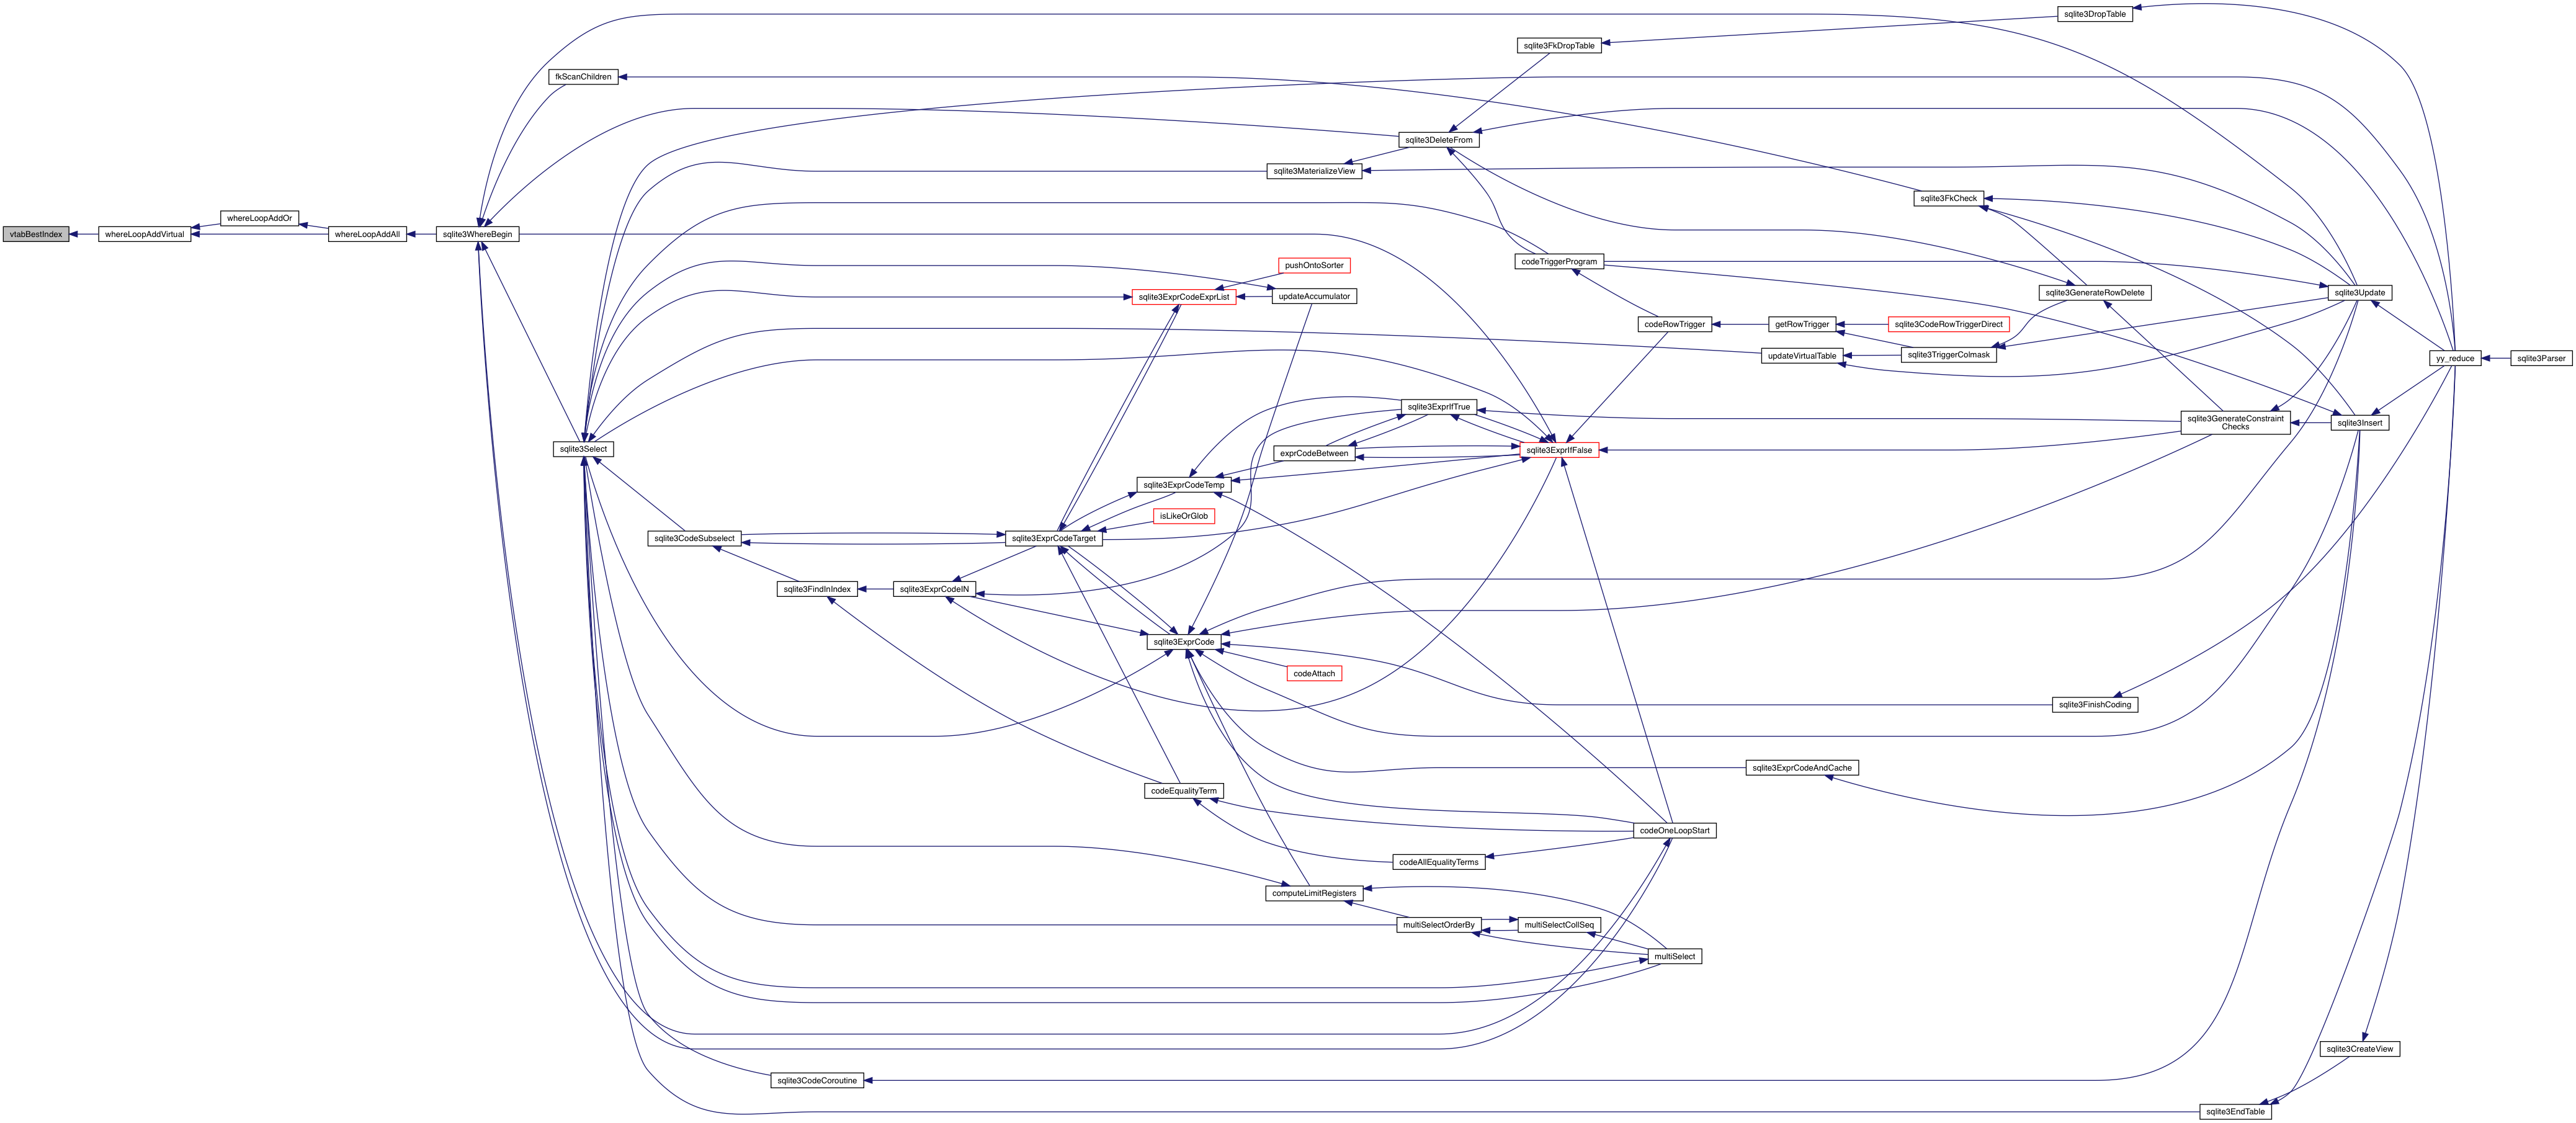 sqlite3DropTable
sqlite3FkDropTable
fkScanChildren
sqlite3DeleteFrom
sqlite3MaterializeView
sqlite3FkCheck
whereLoopAddOr
vtabBestIndex
whereLoopAddVirtual
whereLoopAddAll
sqlite3WhereBegin
codeTriggerProgram
pushOntoSorter
sqlite3ExprCodeExprList
updateAccumulator
sqlite3GenerateRowDelete
sqlite3Update
codeRowTrigger
getRowTrigger
sqlite3CodeRowTriggerDirect
updateVirtualTable
sqlite3TriggerColmask
yy_reduce
sqlite3Parser
sqlite3ExprIfTrue
sqlite3GenerateConstraint
Checks
sqlite3Insert
sqlite3Select
exprCodeBetween
sqlite3ExprIfFalse
sqlite3ExprCodeTemp
isLikeOrGlob
sqlite3CodeSubselect
sqlite3ExprCodeTarget
sqlite3FindInIndex
sqlite3ExprCodeIN
sqlite3ExprCode
codeAttach
sqlite3FinishCoding
sqlite3ExprCodeAndCache
codeEqualityTerm
codeOneLoopStart
codeAllEqualityTerms
computeLimitRegisters
multiSelectOrderBy
multiSelectCollSeq
multiSelect
sqlite3CreateView
sqlite3CodeCoroutine
sqlite3EndTable